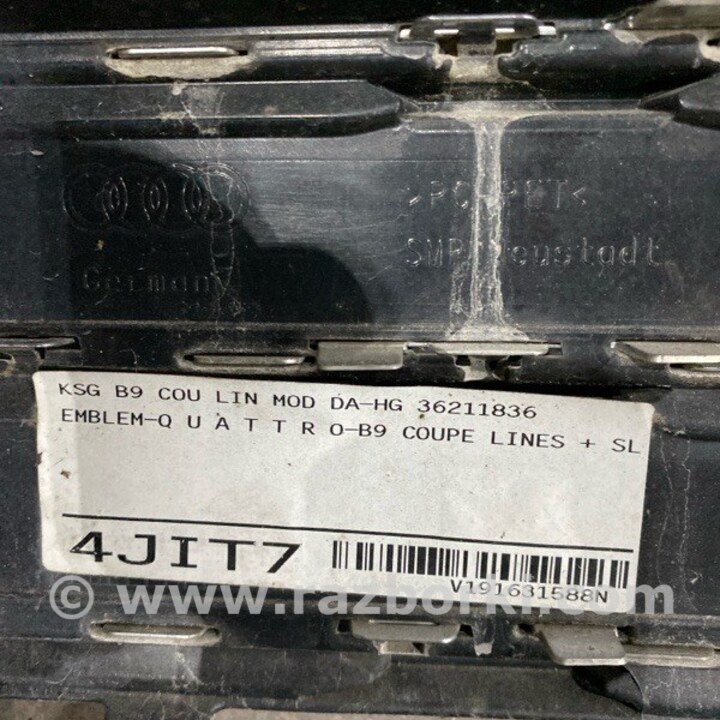 >PC+PET<
SMP Neustadt
Germany
KSG B9 COU LIN MOD DA-HG 36211836
EMBLEM-Q U A T T R O-B9 COUPE LINES + SL
4JIT7
V191631588N
© www.razborki.com